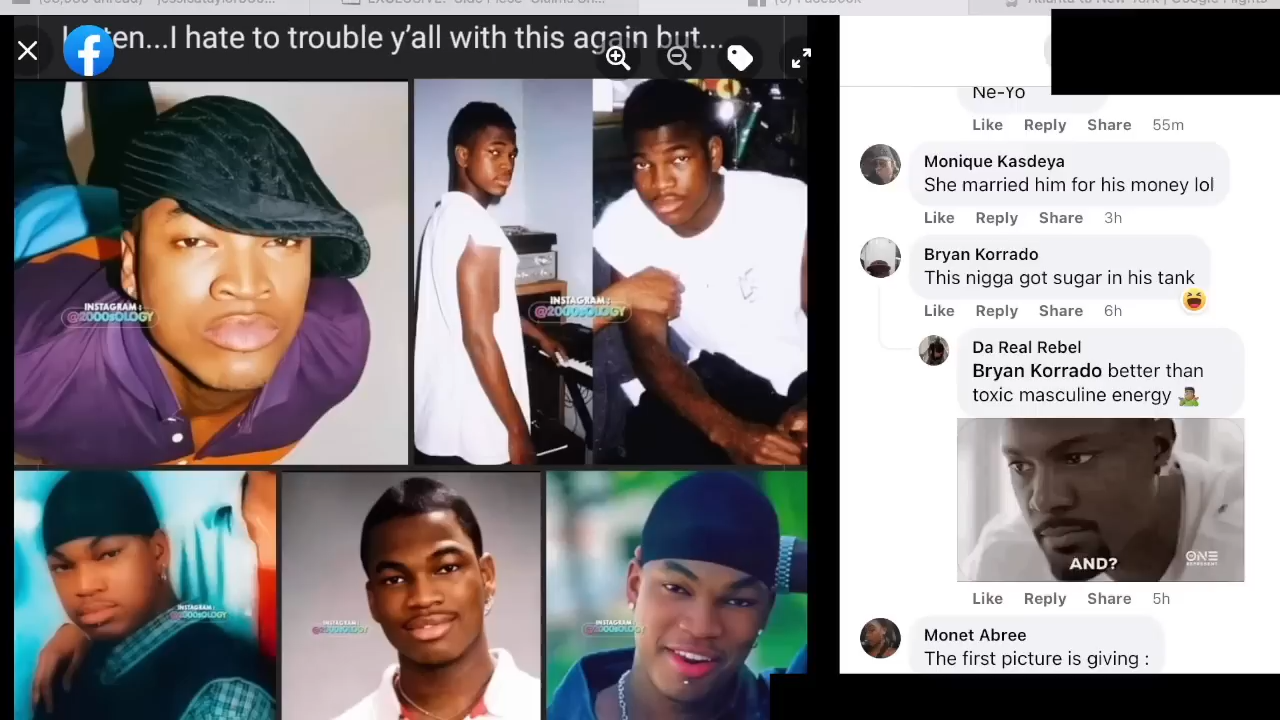 ten...I hate to trouble y'all with this again but...
INSTAGRAM :
@2000sOLOGY
INSTAGRAM :
@2000sOLOGY
INSTAGRAM :
@2000sOLOGY
INSTAGRAM :
@2000sOLOGY
INSTAGRAM :
@2000sOLOGY
Ne-Yo
Like Reply Share 55m
Monique Kasdeya
She married him for his money lol
Like Reply Share 3h
Bryan Korrado
This nigga got sugar in his tank
Like Reply Share 6h
Da Real Rebel
Bryan Korrado better than
toxic masculine energy
AND?
ONE
Like Reply Share 5h
Monet Abree
The first picture is giving :